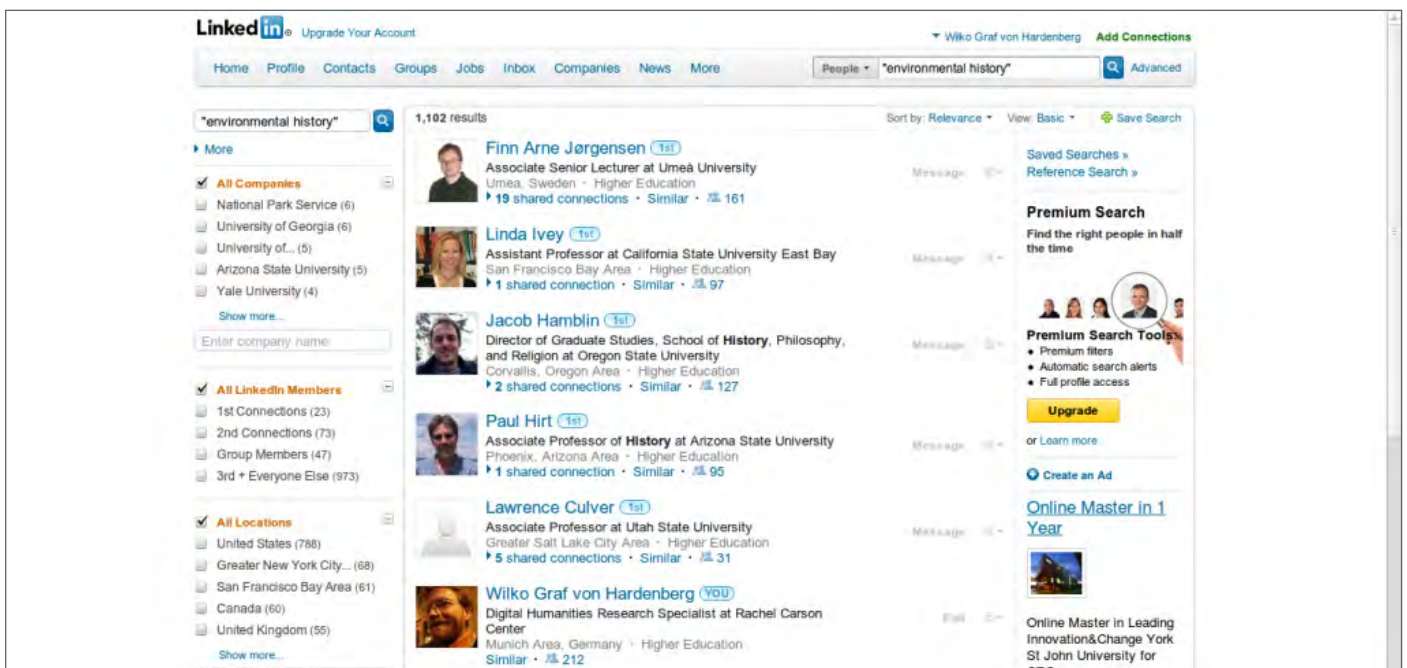 Linked in Upgrade Your Account
Wilko Graf von Hardenberg Add Connections
Home Profile Contacts Groups Jobs Inbox Companies News More
People "environmental history" Advanced
"environmental history"
More
All Companies
National Park Service (6)
University of Georgia (6)
University of... (5)
Arizona State University (5)
Yale University (4)
Show more...
Enter company name
All LinkedIn Members
1st Connections (23)
2nd Connections (73)
Group Members (47)
3rd + Everyone Else (973)
All Locations
United States (788)
Greater New York City... (68)
San Francisco Bay Area (61)
Canada (60)
United Kingdom (55)
Show more...
1,102 results
Sort by: Relevance View: Basic Save Search
Finn Arne Jørgensen 1st
Associate Senior Lecturer at Umeå University
Umea, Sweden · Higher Education
19 shared connections · Similar · 161
Message
Linda Ivey 1st
Assistant Professor at California State University East Bay
San Francisco Bay Area · Higher Education
1 shared connection · Similar · 97
Message
Jacob Hamblin 1st
Director of Graduate Studies, School of History, Philosophy,
and Religion at Oregon State University
Corvallis, Oregon Area · Higher Education
2 shared connections · Similar · 127
Message
Paul Hirt 1st
Associate Professor of History at Arizona State University
Phoenix, Arizona Area · Higher Education
1 shared connection · Similar · 95
Message
Lawrence Culver 1st
Associate Professor at Utah State University
Greater Salt Lake City Area · Higher Education
5 shared connections · Similar · 31
Message
Wilko Graf von Hardenberg YOU
Digital Humanities Research Specialist at Rachel Carson
Center
Munich Area, Germany · Higher Education
Similar · 212
Saved Searches »
Reference Search »
Premium Search
Find the right people in half
the time
Premium Search Tools:
• Premium filters
• Automatic search alerts
• Full profile access
Upgrade
or Learn more
Create an Ad
Online Master in 1
Year
Online Master in Leading
Innovation&Change York
St John University for